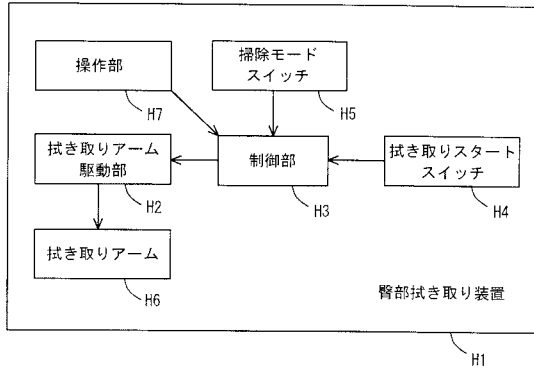 操作部
H7
掃除モード
スイッチ
H5
拭き取りアーム
駆動部
H2
制御部
H3
拭き取りスタート
スイッチ
H4
拭き取りアーム
H6
臀部拭き取り装置
H1